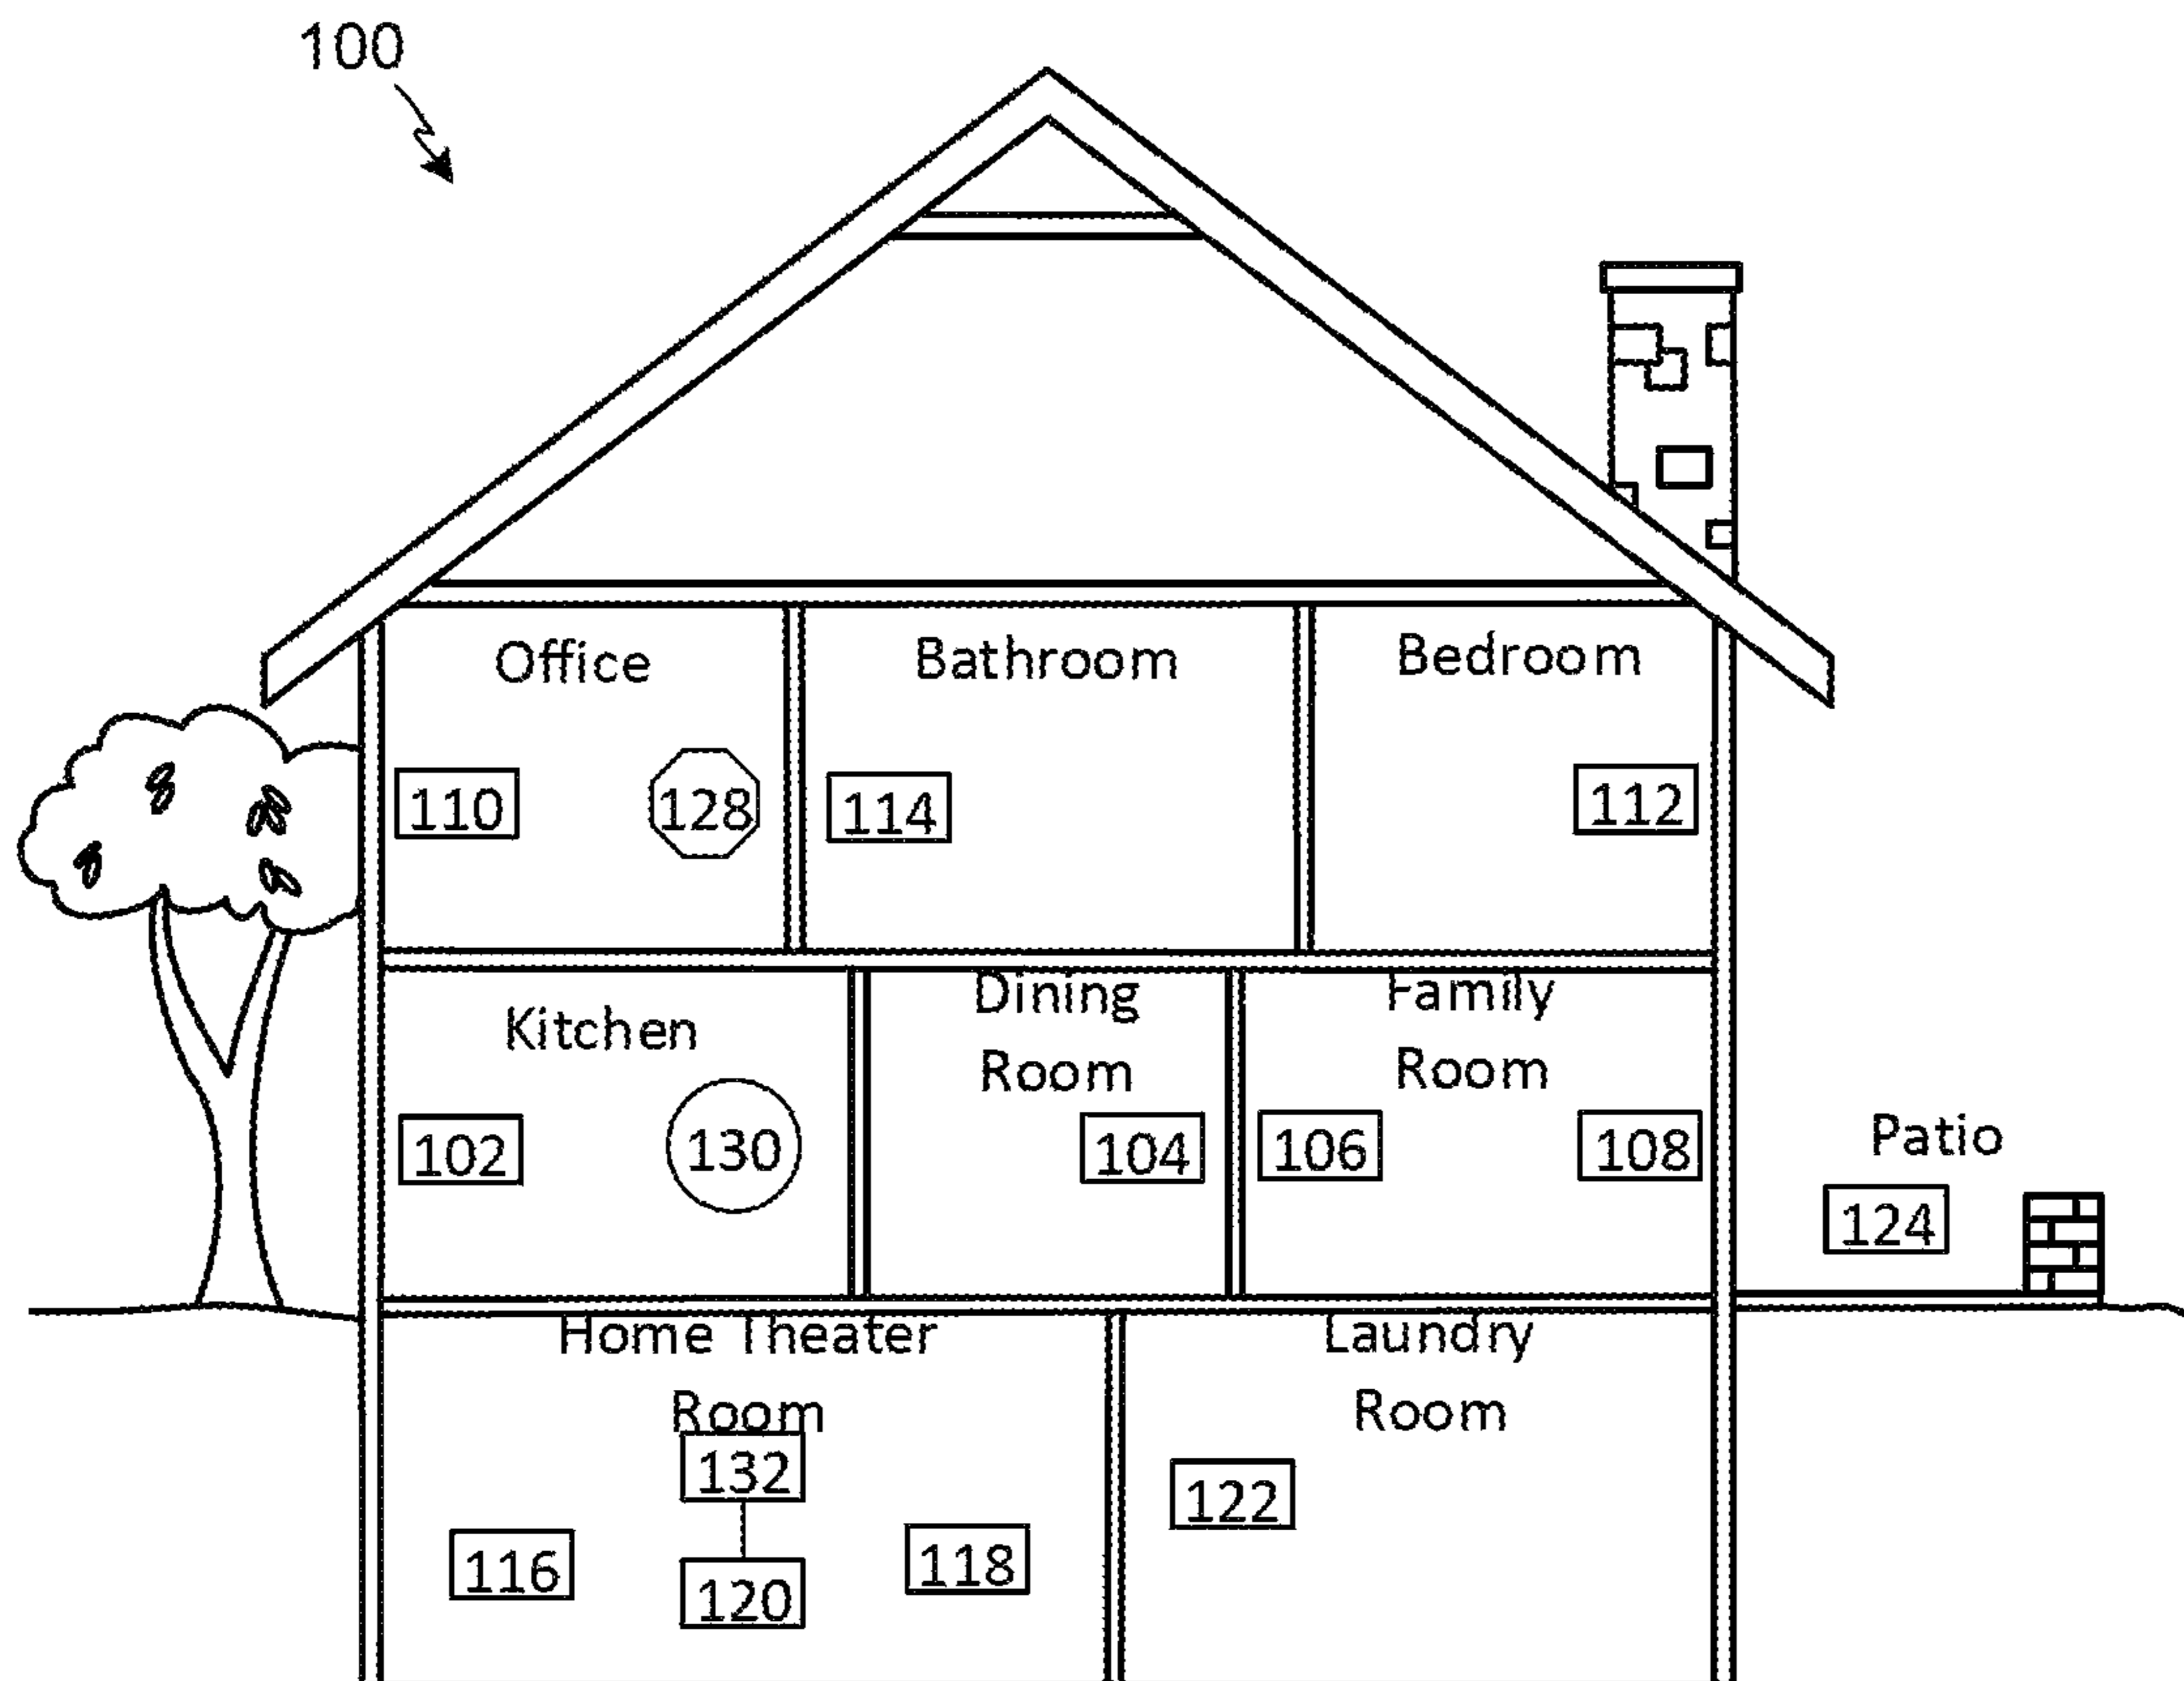 100
Office
Bathroom
Bedroom
110
128
114
112
Kitchen
Dining
Room
Family
Room
102
130
104
106
108
Patio
124
Home Theater
Room
Laundry
Room
132
122
116
120
118